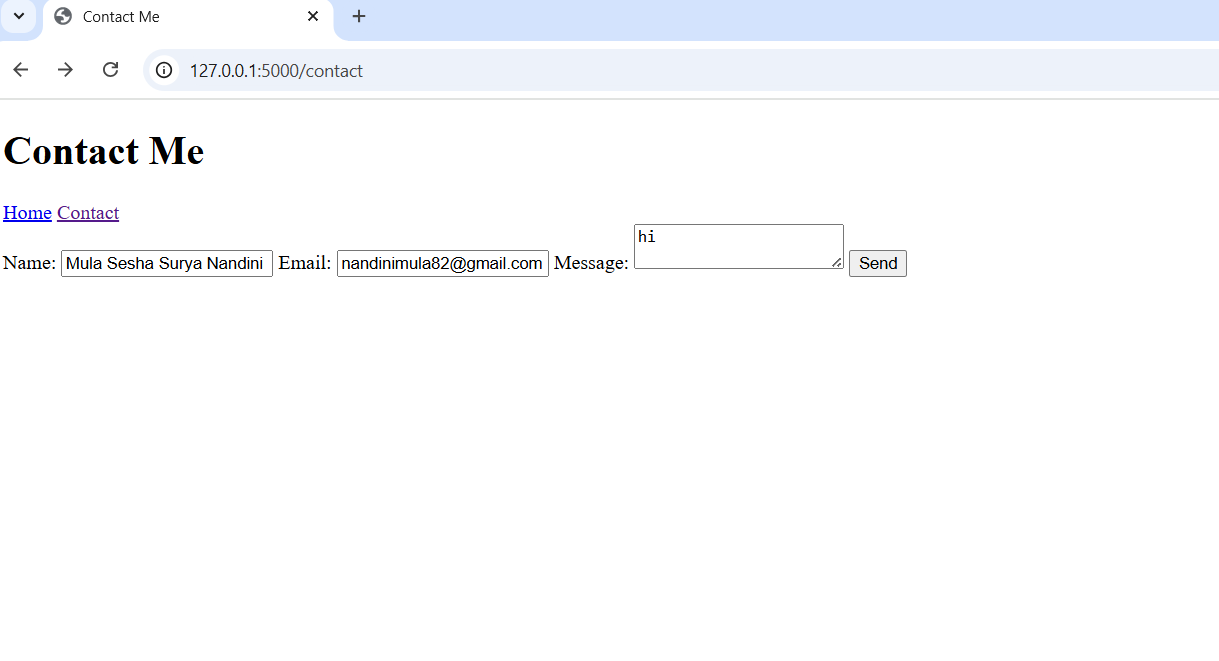 Contact Me
127.0.0.1:5000/contact
Contact Me
Home Contact
Name: Mula Sesha Surya Nandini Email: nandinimula82@gmail.com Message: hi Send